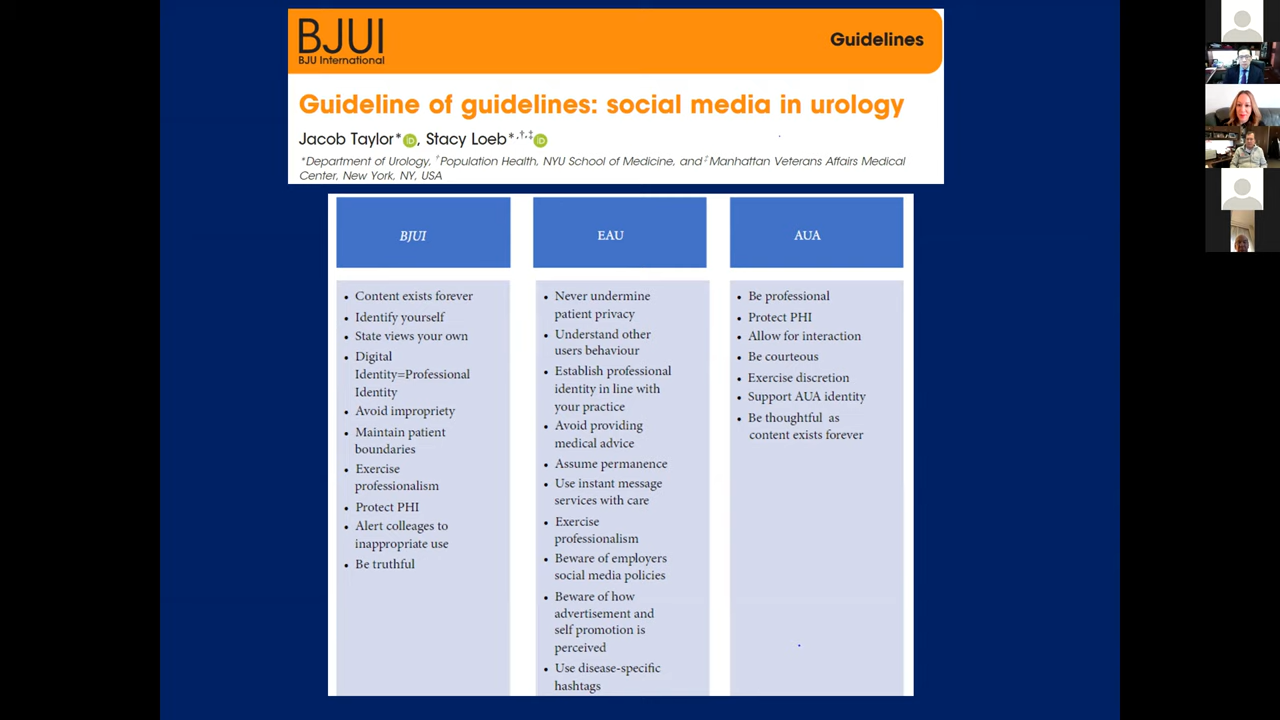 BJUI
BJU International
Guidelines
Guideline of guidelines: social media in urology
Jacob Taylor* iD, Stacy Loeb*,†,‡ iD
*Department of Urology, †Population Health, NYU School of Medicine, and ‡Manhattan Veterans Affairs Medical
Center, New York, NY, USA
BJUI
• Content exists forever
• Identify yourself
• State views your own
• Digital
Identity=Professional
Identity
• Avoid impropriety
• Maintain patient
boundaries
• Exercise
professionalism
• Protect PHI
• Alert colleages to
inappropriate use
• Be truthful
EAU
• Never undermine
patient privacy
• Understand other
users behaviour
• Establish professional
identity in line with
your practice
• Avoid providing
medical advice
• Assume permanence
• Use instant message
services with care
• Exercise
professionalism
• Beware of employers
social media policies
• Beware of how
advertisement and
self promotion is
perceived
• Use disease-specific
hashtags
AUA
• Be professional
• Protect PHI
• Allow for interaction
• Be courteous
• Exercise discretion
• Support AUA identity
• Be thoughtful as
content exists forever